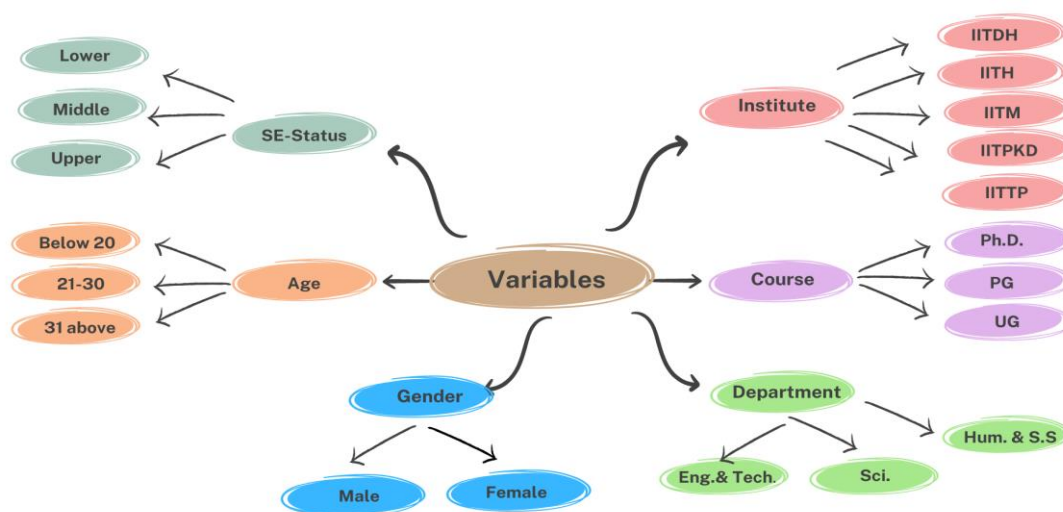 Lower
Middle
Upper
SE-Status
Institute
IITDH
IITH
IITM
IITPKD
IITTP
Below 20
21-30
31 above
Age
Variables
Course
Ph.D.
PG
UG
Gender
Male
Female
Department
Eng.& Tech.
Sci.
Hum. & S.S